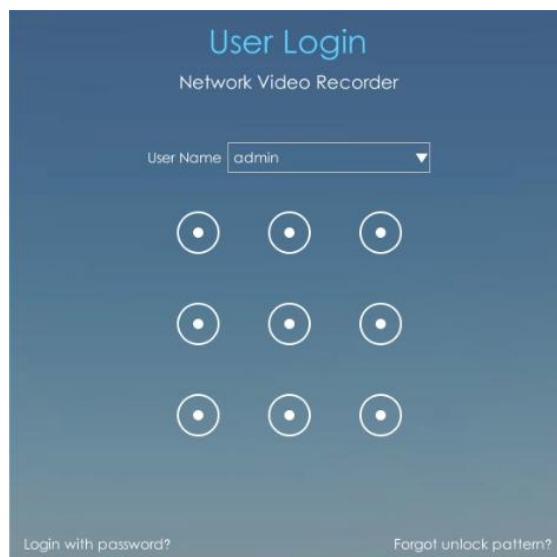 User Login
Network Video Recorder
User Name admin
Login with password? Forgot unlock pattern?